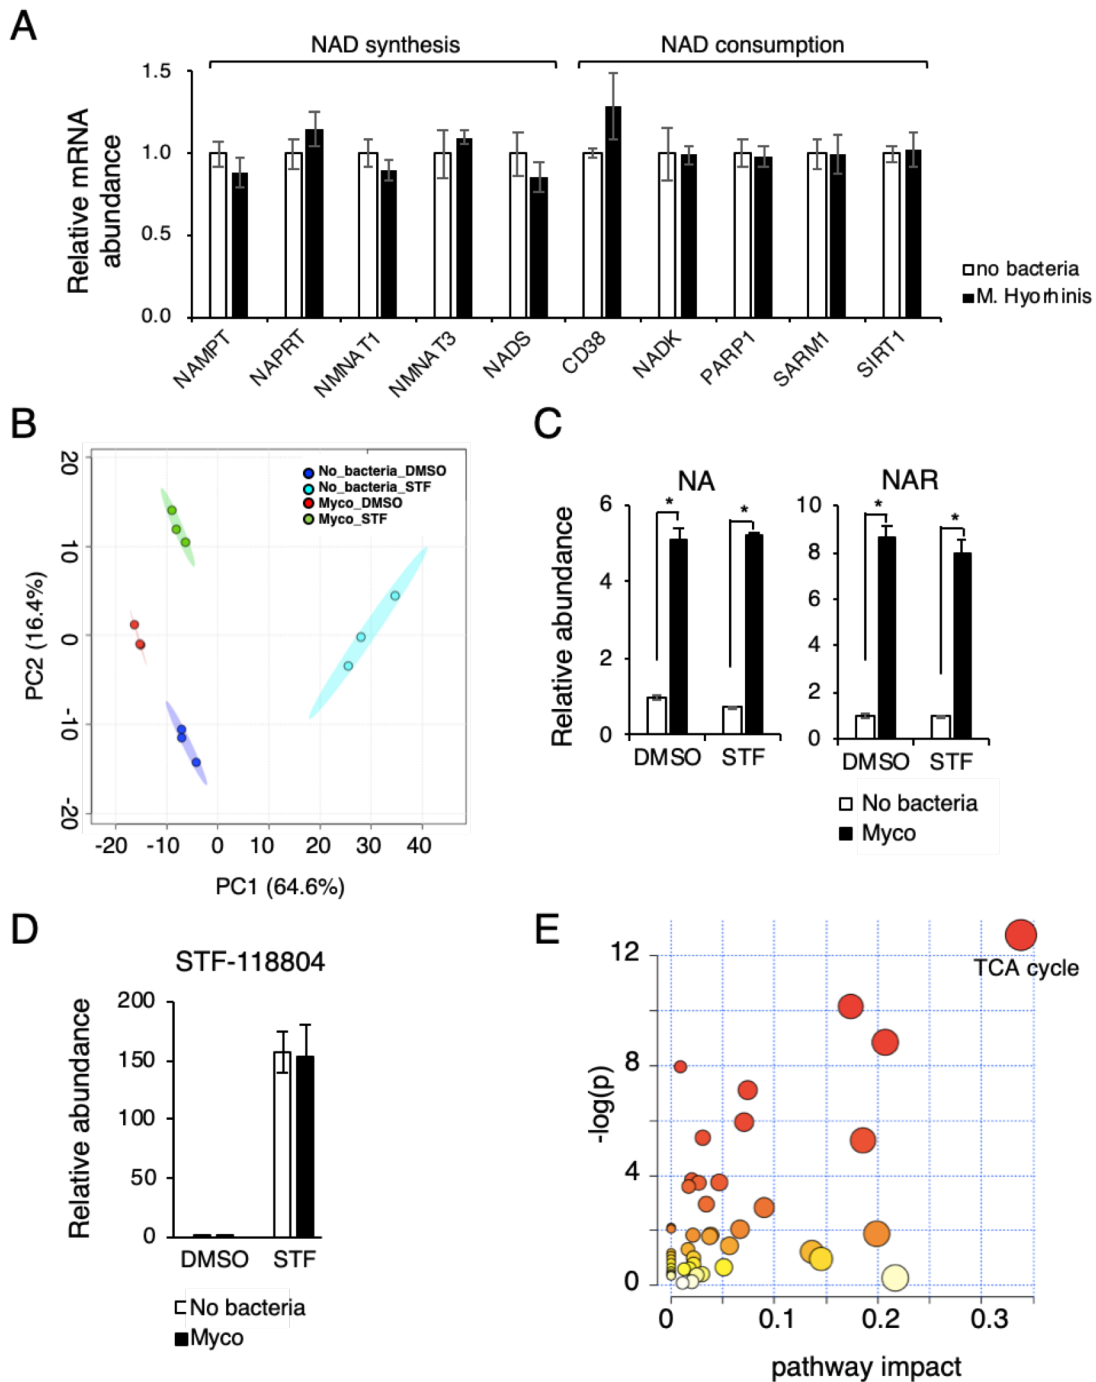 A
NAD synthesis
NAD consumption
Relative mRNA
abundance
1.5
1.0
0.5
0.0
NAMPT
NAPRT
NMNAT1
NMNAT3
NADS
CD38
NADK
PARP1
SARM1
SIRT1
no bacteria
M. Hyorhinis
B
PC2 (16.4%)
20
10
0
-10
-20
No_bacteria_DMSO
No_bacteria_STF
Myco_DMSO
Myco_STF
-20 -10 0 10 20 30 40
PC1 (64.6%)
C
NA
Relative abundance
6
4
2
0
* *
DMSO STF
NAR
10
8
6
4
2
0
* *
DMSO STF
No bacteria
Myco
D
STF-118804
Relative abundance
200
150
100
50
0
DMSO STF
No bacteria
Myco
E
-log(p)
12
8
4
0
TCA cycle
0 0.1 0.2 0.3
pathway impact